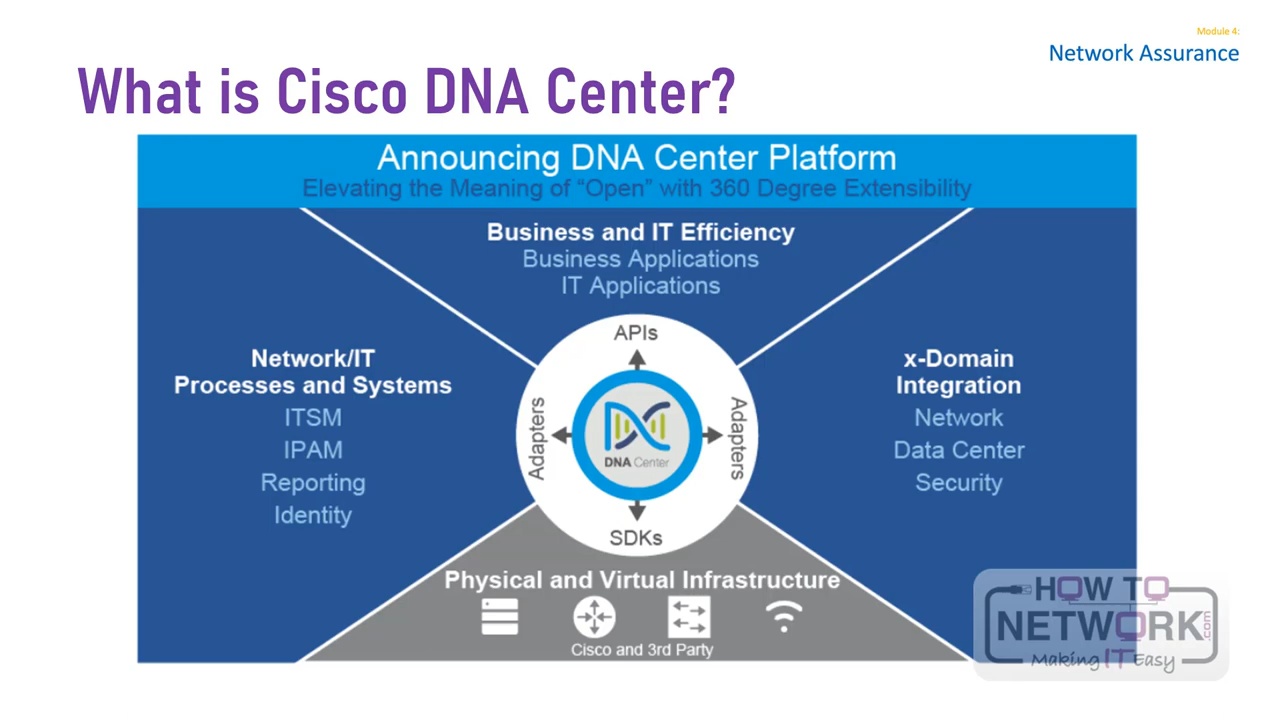 Module 4:
Network Assurance
What is Cisco DNA Center?
Announcing DNA Center Platform
Elevating the Meaning of “Open” with 360 Degree Extensibility
Business and IT Efficiency
Business Applications
IT Applications
Network/IT
Processes and Systems
ITSM
IPAM
Reporting
Identity
APIs
Adapters
DNA Center
Adapters
SDKs
x-Domain
Integration
Network
Data Center
Security
Physical and Virtual Infrastructure
Cisco and 3rd Party
HOW TO
NETWORK.com
Making IT Easy